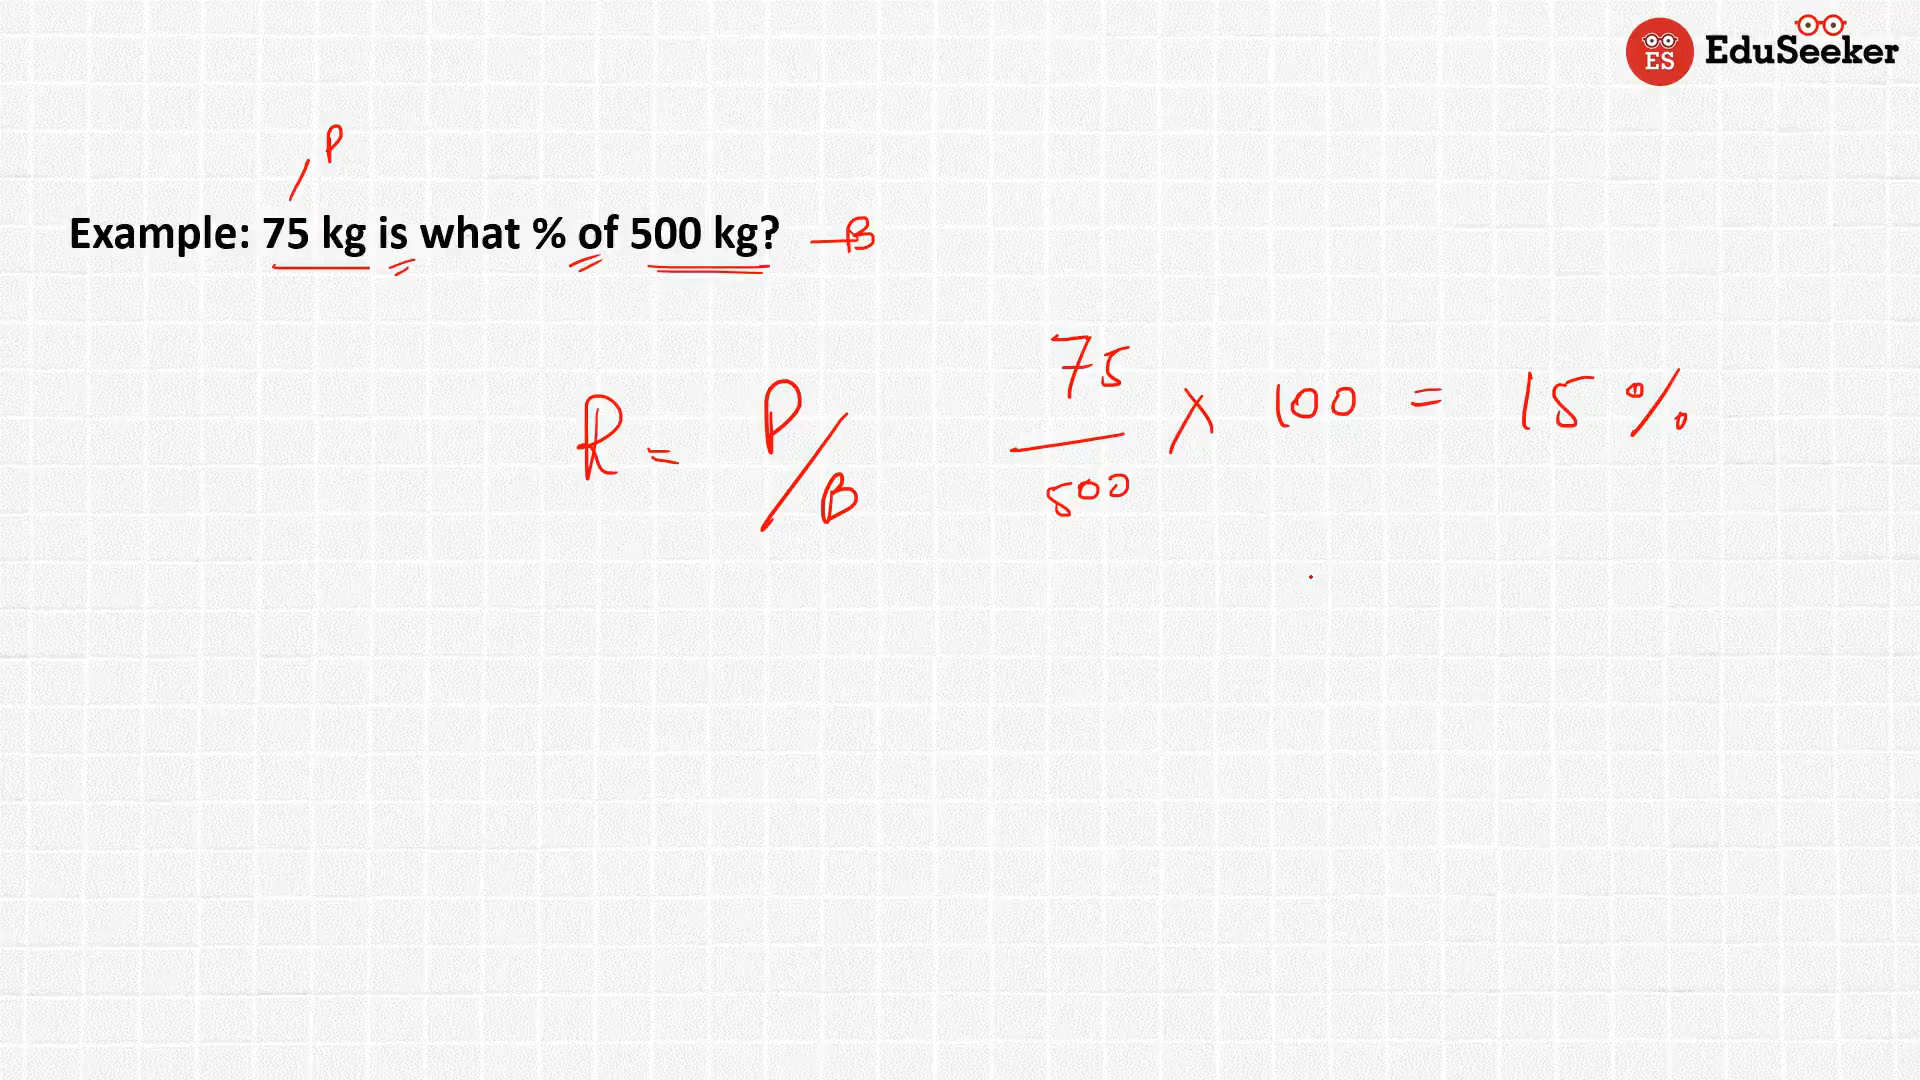 ES EduSeeker
P
Example: 75 kg is what % of 500 kg? B
R = P/B 75/500 × 100 = 15%